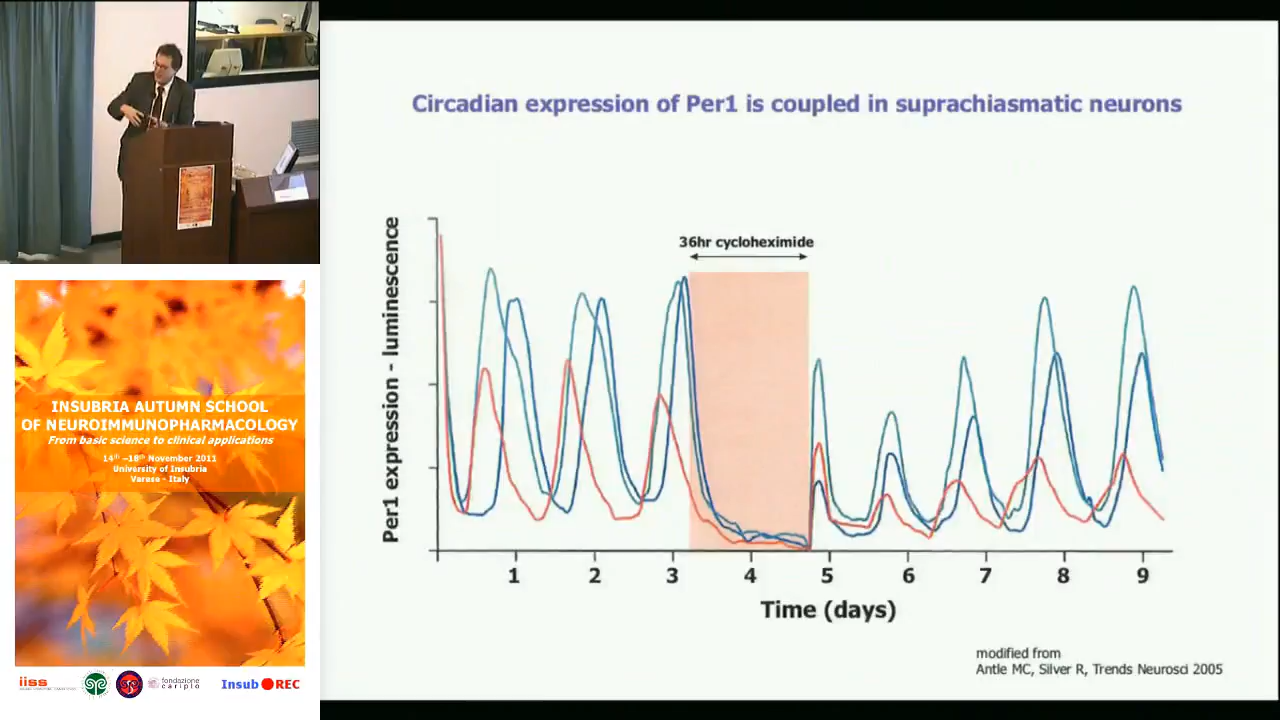 Circadian expression of Per1 is coupled in suprachiasmatic neurons
36hr cycloheximide
Per1 expression - luminescence
1 2 3 4 5 6 7 8 9
Time (days)
modified from
Antle MC, Silver R, Trends Neurosci 2005
INSUBRIA AUTUMN SCHOOL
OF NEUROIMMUNOPHARMACOLOGY
From basic science to clinical applications
14th –18th November 2011
University of Insubria
Varese - Italy
iiss
fondazione
cariplo
Insub REC